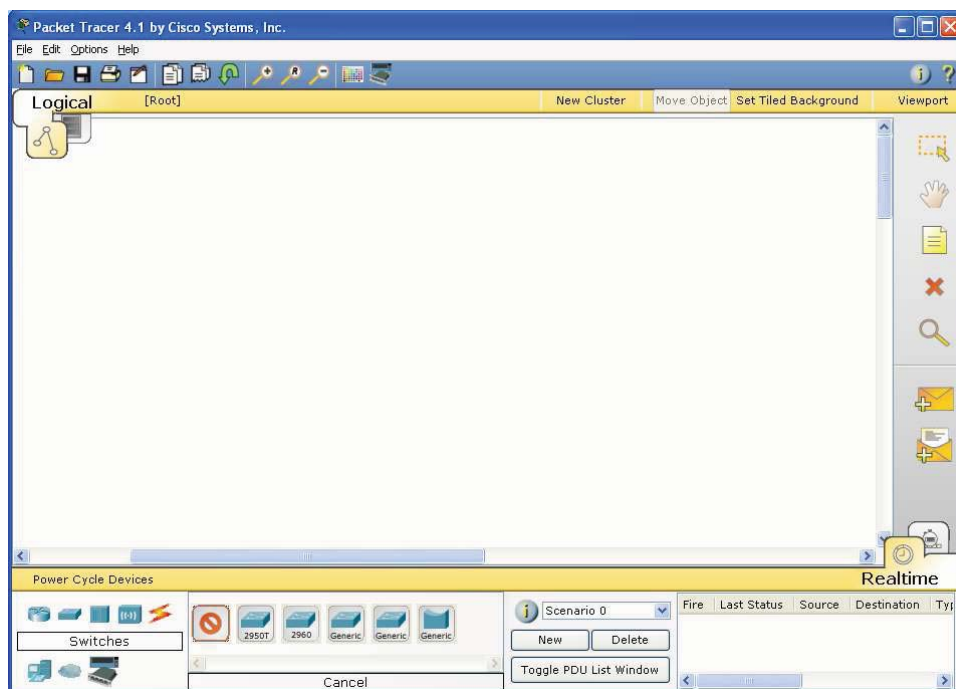 Packet Tracer 4.1 by Cisco Systems, Inc.
File Edit Options Help
Logical [Root] New Cluster Move Object Set Tiled Background Viewport
Power Cycle Devices Realtime
Switches
2950T 2960 Generic Generic Generic
Cancel
Scenario 0
New Delete
Toggle PDU List Window
Fire Last Status Source Destination Typ